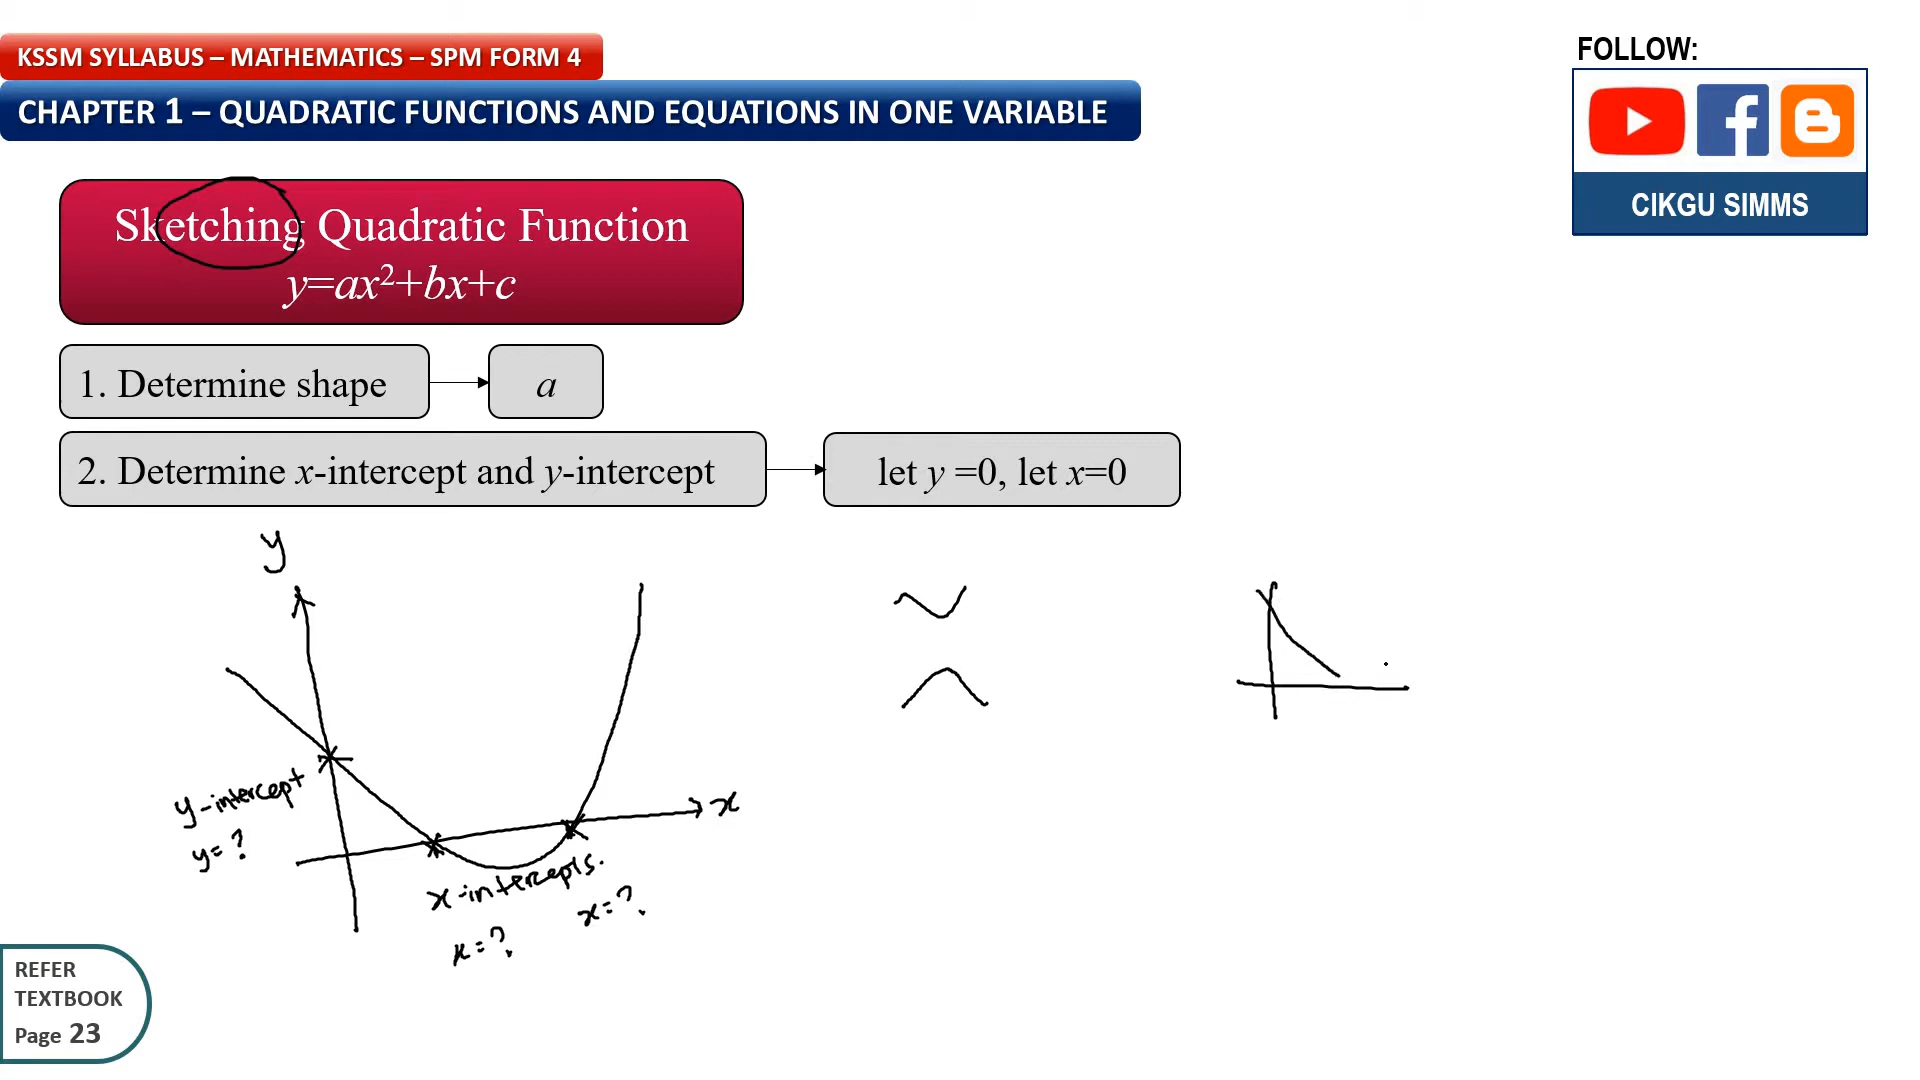 KSSM SYLLABUS – MATHEMATICS – SPM FORM 4
CHAPTER 1 – QUADRATIC FUNCTIONS AND EQUATIONS IN ONE VARIABLE
FOLLOW:
CIKGU SIMMS
Sketching Quadratic Function
y=ax²+bx+c
1. Determine shape
a
2. Determine x-intercept and y-intercept
let y =0, let x=0
y
x
y-intercept
y=?
x-intercepts.
x=?
x=?
REFER
TEXTBOOK
Page 23